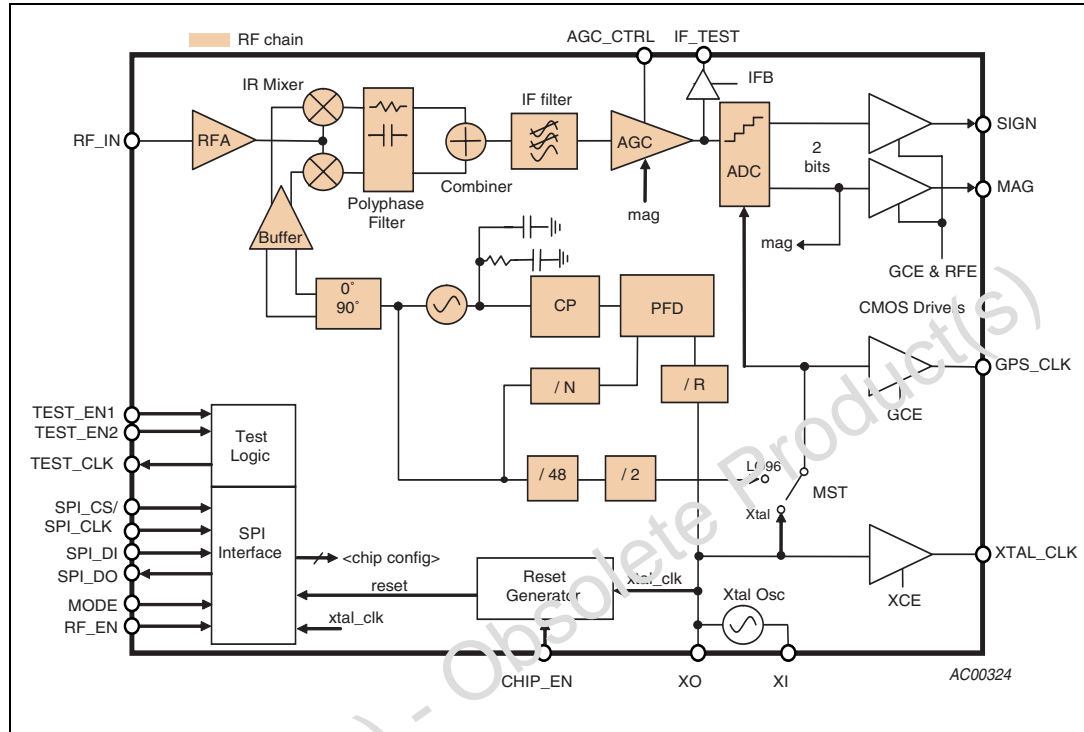 RF chain
AGC_CTRL
IF_TEST
IR Mixer
IFB
IF filter
RF_IN
RFA
AGC
ADC
2
bits
SIGN
MAG
Combiner
Polyphase
Filter
mag
mag
Buffer
GCE & RFE
0°
90°
CP
PFD
CMOS Drivers
/ N
/ R
GPS_CLK
GCE
TEST_EN1
TEST_EN2
TEST_CLK
Test
Logic
/ 48
/ 2
MST
Xtal
SPI_CS/
SPI_CLK
SPI_DI
SPI_DO
MODE
RF_EN
SPI
Interface
<chip config>
reset
xtal_clk
Reset
Generator
xtal_clk
Xtal Osc
XTAL_CLK
XCE
CHIP_EN
XO
XI
AC00324
) - Obsolete Product(s)